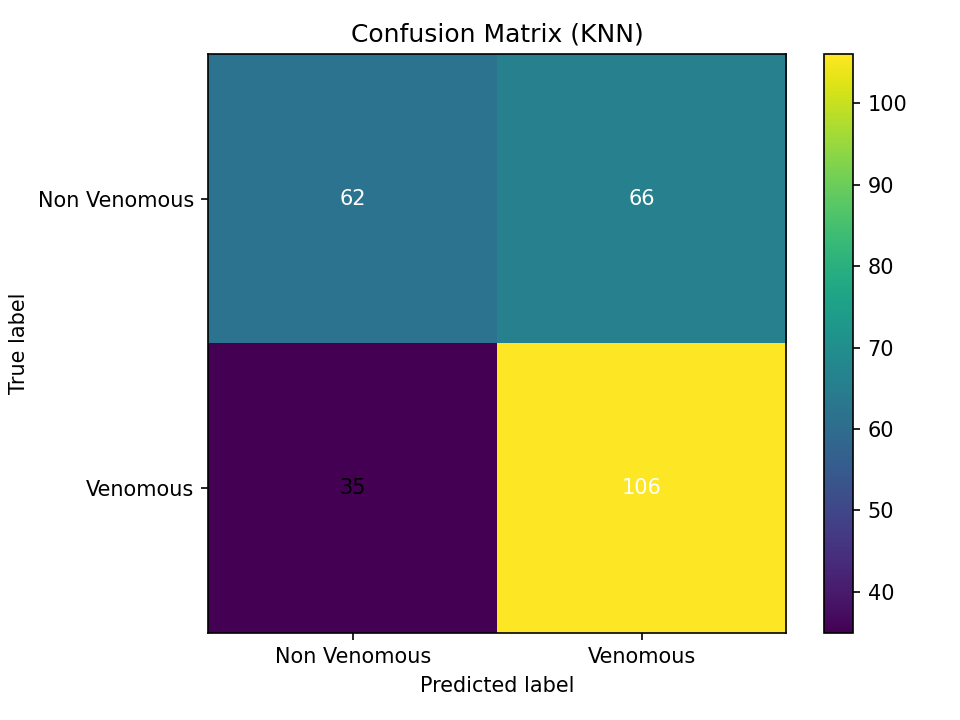 Confusion Matrix (KNN)
True label
Non Venomous
Venomous
62
66
35
106
Non Venomous
Venomous
Predicted label
100
90
80
70
60
50
40